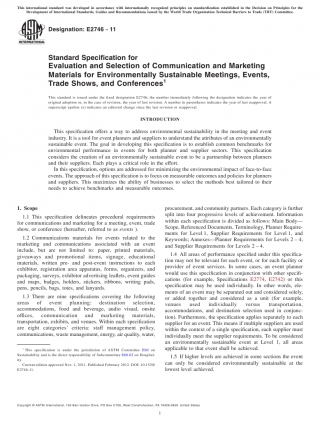 This international standard was developed in accordance with internationally recognized principles on standardization established in the Decision on Principles for the
Development of International Standards, Guides and Recommendations issued by the World Trade Organization Technical Barriers to Trade (TBT) Committee.
ASTM
INTERNATIONAL
Designation: E2746 – 11
Standard Specification for
Evaluation and Selection of Communication and Marketing
Materials for Environmentally Sustainable Meetings, Events,
Trade Shows, and Conferences¹
This standard is issued under the fixed designation E2746; the number immediately following the designation indicates the year of
original adoption or, in the case of revision, the year of last revision. A number in parentheses indicates the year of last reapproval. A
superscript epsilon (ε) indicates an editorial change since the last revision or reapproval.
INTRODUCTION
This specification offers a way to address environmental sustainability in the meeting and event
industry. It is a tool for event planners and suppliers to understand the attributes of an environmentally
sustainable event. The goal in developing this specification is to establish common benchmarks for
environmental performance in events for both planner and supplier sectors. This specification
considers the creation of an environmentally sustainable event to be a partnership between planners
and their suppliers. Each plays a critical role in the effort.
In this specification, options are addressed for minimizing the environmental impact of face-to-face
events. The approach of this specification is to focus on measurable outcomes and policies for planners
and suppliers. This maximizes the ability of businesses to select the methods best tailored to their
needs to achieve benchmarks and measurable outcomes.
1. Scope
1.1 This specification delineates procedural requirements
for communications and marketing for a meeting, event, trade
show, or conference (hereafter, referred to as events ).
1.2 Communications materials for events related to the
marketing and communications associated with an event
include, but are not limited to: paper, printed materials,
giveaways and promotional items, signage, educational
materials, written pre- and post-event instructions to each
exhibitor, registration area apparatus, forms, organizers, and
packaging, surveys, exhibitor advertising leaflets, event guides
and maps, badges, holders, stickers, ribbons, writing pads,
pens, pencils, bags, totes, and lanyards.
1.3 There are nine specifications covering the following
areas of event planning: destination selection,
accommodations, food and beverage, audio visual, onsite
offices, communication and marketing materials,
transportation, exhibits, and venues. Within each specification
are eight categories' criteria: staff management policy,
communications, waste management, energy, air quality, water,
procurement, and community partners. Each category is further
split into four progressive levels of achievement. Information
within each specification is divided as follows: Main Body—
Scope, Referenced Documents, Terminology, Planner Require-
ments for Level 1, Supplier Requirements for Level 1, and
Keywords; Annexes—Planner Requirements for Levels 2 – 4,
and Supplier Requirements for Levels 2 – 4.
1.4 All areas of performance specified under this specifica-
tion may not be relevant for each event, or for each facility or
provider of event services. In some cases, an event planner
would use this specification in conjunction with other specifi-
cations (for example, Specifications E2774, E2742) or this
specification may be used individually. In other words, ele-
ments of an event may be separated out and considered solely,
or added together and considered as a unit (for example,
venues used individually versus transportation,
accommodations, and destination selection used in conjunc-
tion). Furthermore, the specification applies separately to each
supplier for an event. This means if multiple suppliers are used
within the context of a single specification, each supplier must
individually meet the supplier requirements. To be considered
an environmentally sustainable event at Level 1, all areas
applicable to that event shall be achieved.
1.5 If higher levels are achieved in some sections the event
can only be considered environmentally sustainable at the
lowest level achieved.
¹ This specification is under the jurisdiction of ASTM Committee E60 on
Sustainability and is the direct responsibility of Subcommittee E60.02 on Hospital-
ity.
Current edition approved Nov. 1, 2011. Published February 2012. DOI: 10.1520/
E2746-11.
Copyright © ASTM International, 100 Barr Harbor Drive, PO Box C700, West Conshohocken, PA 19428-2959. United States
1